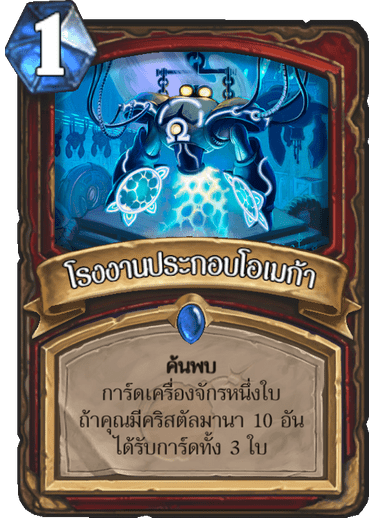 1
Ω
โรงงานประกอบโอเมก้า
ค้นพบ
การ์ดเครื่องจักรหนึ่งใบ
ถ้าคุณมีคริสตัลมานา 10 อัน
ได้รับการ์ดทั้ง 3 ใบ